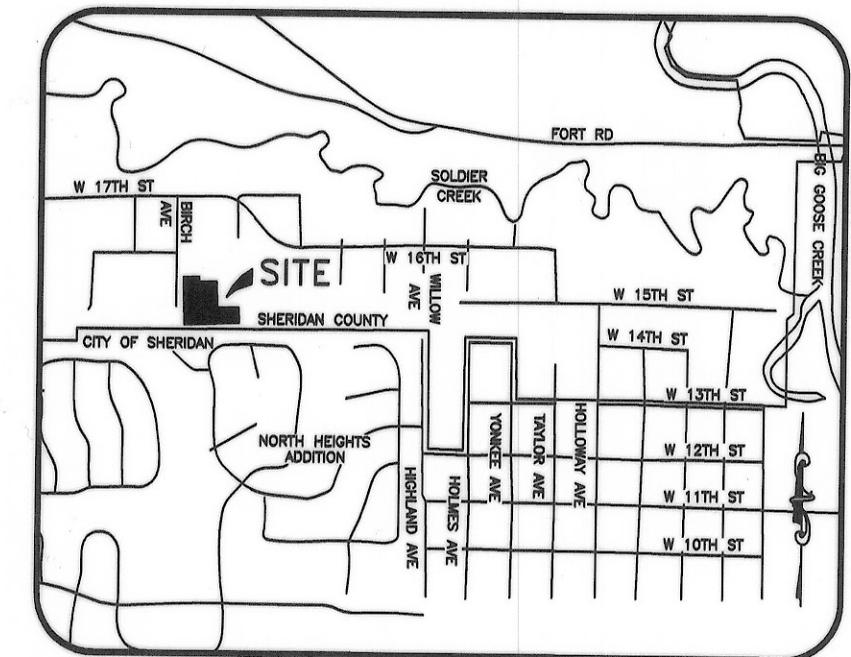 FORT RD
BIG GOOSE CREEK
SOLDIER
CREEK
W 17TH ST
BIRCH
AVE
W 16TH ST
WILLOW
AVE
SITE
W 15TH ST
SHERIDAN COUNTY
CITY OF SHERIDAN
W 14TH ST
W 13TH ST
NORTH HEIGHTS
ADDITION
YONKEE AVE
TAYLOR AVE
HOLLOWAY AVE
W 12TH ST
HIGHLAND AVE
HOLMES AVE
W 11TH ST
W 10TH ST